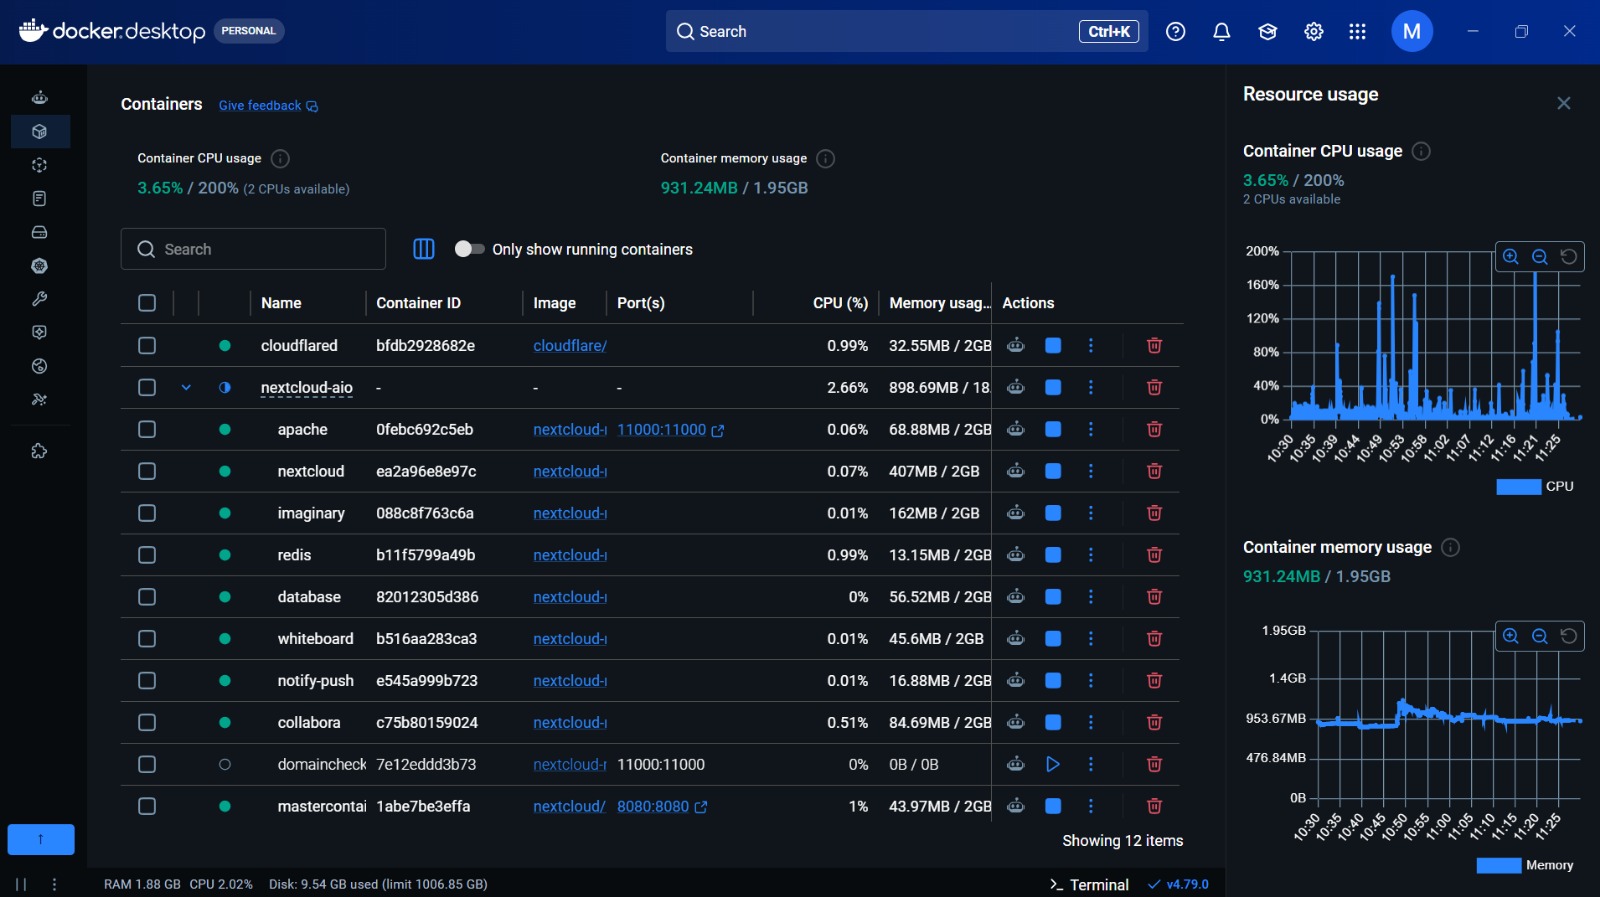 docker.desktop PERSONAL
Search Ctrl+K
M
Containers Give feedback
Container CPU usage
3.65% / 200% (2 CPUs available)
Container memory usage
931.24MB / 1.95GB
Search
Only show running containers
Name Container ID Image Port(s) CPU (%) Memory usag... Actions
cloudflared bfdb2928682e cloudflare/ 0.99% 32.55MB / 2GB
nextcloud-aio - - - 2.66% 898.69MB / 18
apache 0febc692c5eb nextcloud-r 11000:11000 0.06% 68.88MB / 2GB
nextcloud ea2a96e8e97c nextcloud-r 0.07% 407MB / 2GB
imaginary 088c8f763c6a nextcloud-r 0.01% 162MB / 2GB
redis b11f5799a49b nextcloud-r 0.99% 13.15MB / 2GB
database 82012305d386 nextcloud-r 0% 56.52MB / 2GB
whiteboard b516aa283ca3 nextcloud-r 0.01% 45.6MB / 2GB
notify-push e545a999b723 nextcloud-r 0.01% 16.88MB / 2GB
collabora c75b80159024 nextcloud-r 0.51% 84.69MB / 2GB
domaincheck 7e12eddd3b73 nextcloud-r 11000:11000 0% 0B / 0B
mastercontai 1abe7be3effa nextcloud/ 8080:8080 1% 43.97MB / 2GB
Showing 12 items
Resource usage
Container CPU usage
3.65% / 200%
2 CPUs available
200%
160%
120%
80%
40%
0%
10:30 10:35 10:39 10:44 10:49 10:53 10:58 11:02 11:07 11:12 11:16 11:21 11:25
CPU
Container memory usage
931.24MB / 1.95GB
1.95GB
1.4GB
953.67MB
476.84MB
0B
10:30 10:35 10:40 10:45 10:50 10:55 11:00 11:05 11:10 11:15 11:20 11:25
Memory
RAM 1.88 GB CPU 2.02% Disk: 9.54 GB used (limit 1006.85 GB)
Terminal v4.79.0